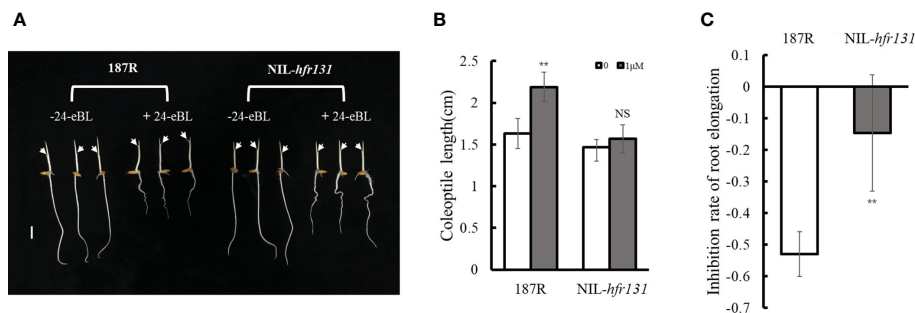 A
187R
NIL-hfr131
-24-eBL
+ 24-eBL
-24-eBL
+ 24-eBL
B
Coleoptile length(cm)
2.5
2
1.5
1
0.5
0
0
1μM
**
NS
187R
NIL-hfr131
C
187R
NIL-hfr131
Inhibition rate of root elongation
0.1
0
-0.1
-0.2
-0.3
-0.4
-0.5
-0.6
-0.7
**